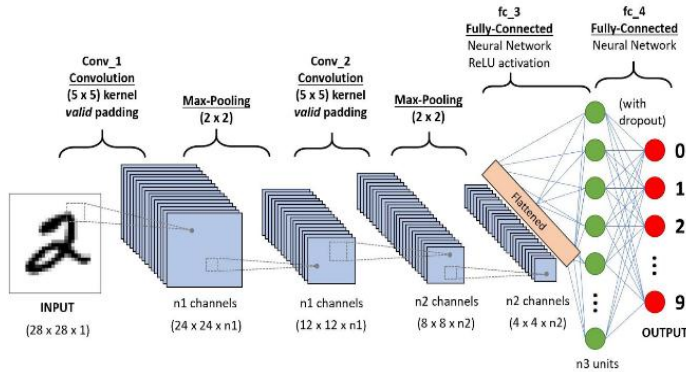 fc_3
Fully-Connected
Neural Network
ReLU activation
fc_4
Fully-Connected
Neural Network
Conv_1
Convolution
(5 x 5) kernel
valid padding
Max-Pooling
(2 x 2)
Conv_2
Convolution
(5 x 5) kernel
valid padding
Max-Pooling
(2 x 2)
(with
dropout)
Flattened
0
1
2
9
2
INPUT
(28 x 28 x 1)
n1 channels
(24 x 24 x n1)
n1 channels
(12 x 12 x n1)
n2 channels
(8 x 8 x n2)
n2 channels
(4 x 4 x n2)
n3 units
OUTPUT